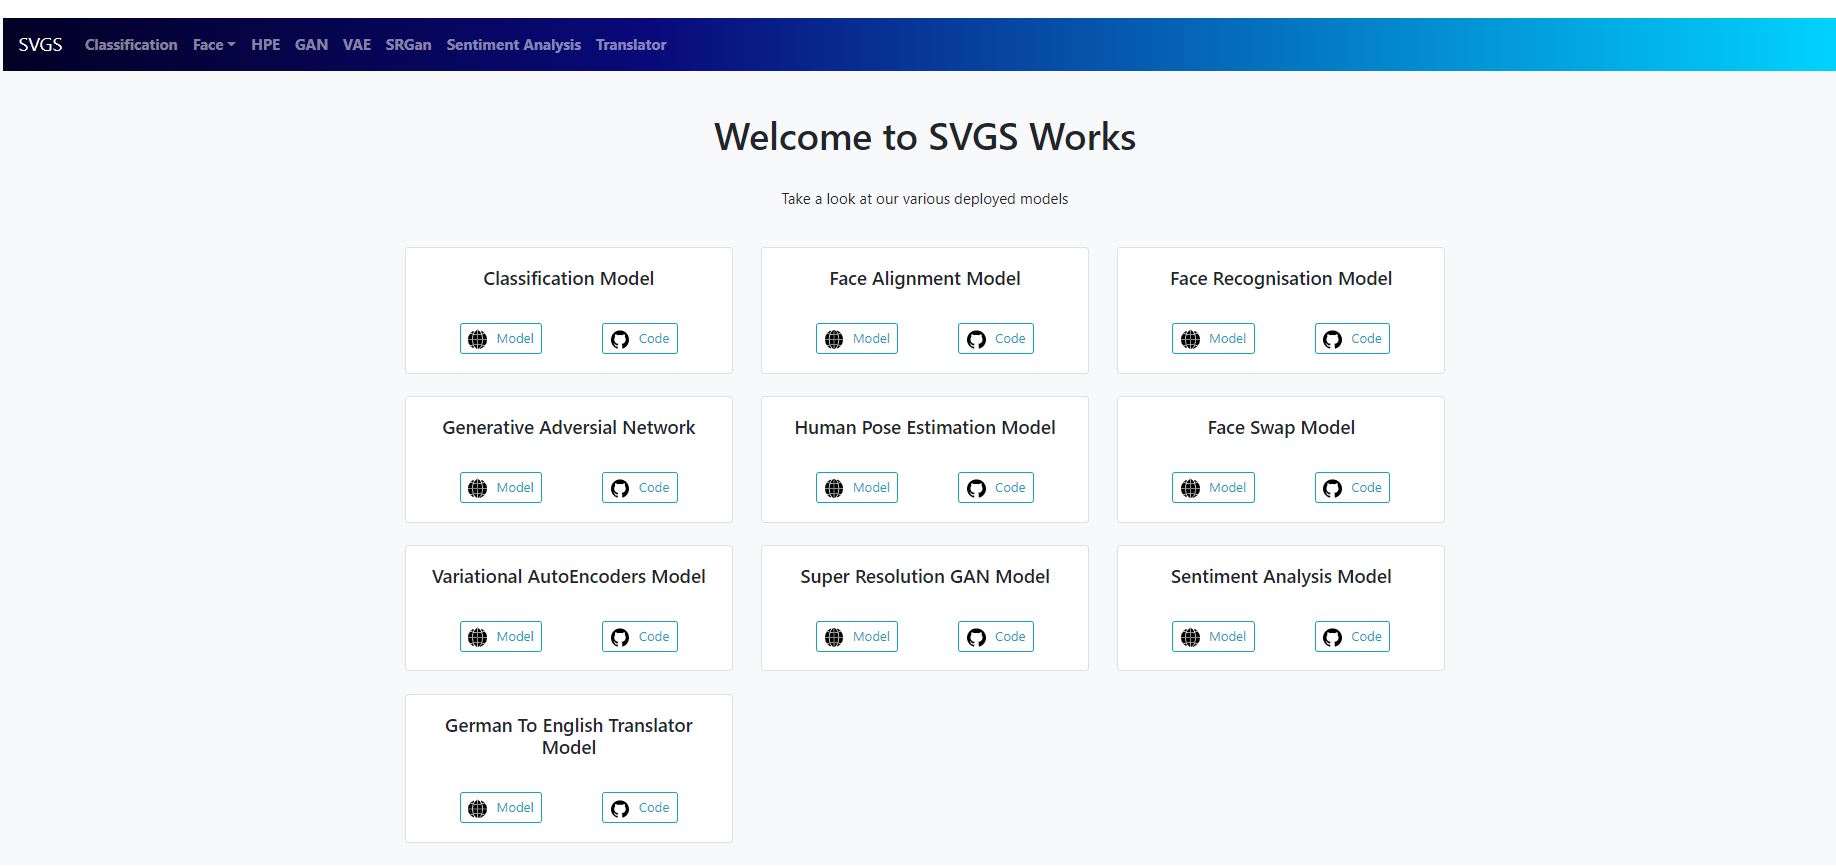 SVGS Classification Face HPE GAN VAE SRGan Sentiment Analysis Translator
Welcome to SVGS Works
Take a look at our various deployed models
Classification Model
Model Code
Face Alignment Model
Model Code
Face Recognisation Model
Model Code
Generative Adversial Network
Model Code
Human Pose Estimation Model
Model Code
Face Swap Model
Model Code
Variational AutoEncoders Model
Model Code
Super Resolution GAN Model
Model Code
Sentiment Analysis Model
Model Code
German To English Translator
Model
Model Code